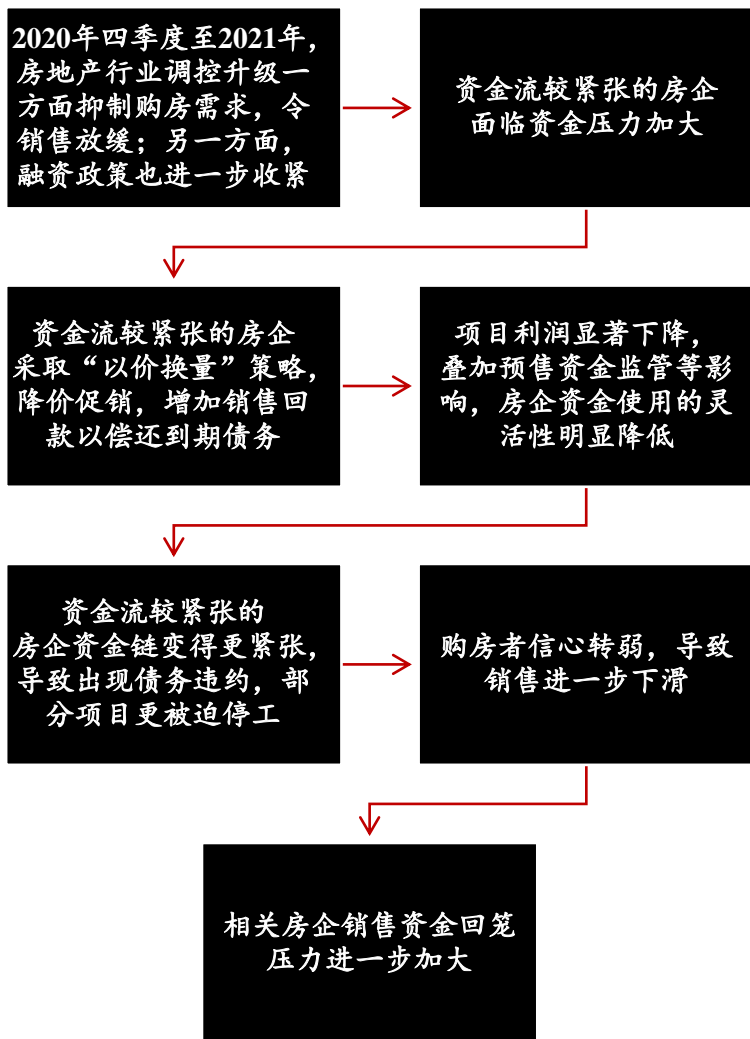 2020年四季度至2021年，
房地产行业调控升级一
方面抑制购房需求，令
销售放缓；另一方面，
融资政策也进一步收紧
资金流较紧张的房企
面临资金压力加大
资金流较紧张的房企
采取“以价换量”策略，
降价促销，增加销售回
款以偿还到期债务
项目利润显著下降，
叠加预售资金监管等影
响，房企资金使用的灵
活性明显降低
资金流较紧张的
房企资金链变得更紧张，
导致出现债务违约，部
分项目更被迫停工
购房者信心转弱，导致
销售进一步下滑
相关房企销售资金回笼
压力进一步加大